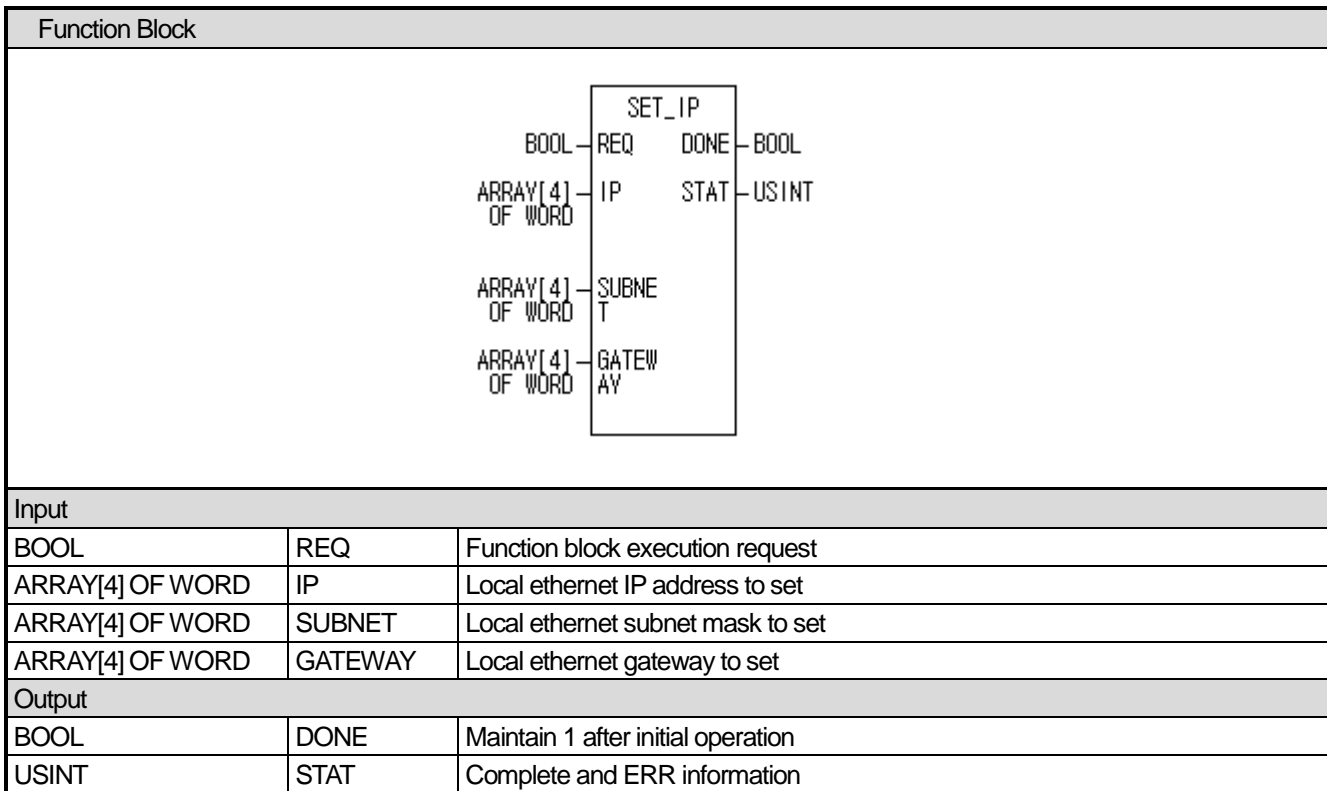 Function Block
SET_IP
BOOL REQ DONE BOOL
ARRAY[4] IP STAT USINT
OF WORD
ARRAY[4] SUBNE
OF WORD T
ARRAY[4] GATEW
OF WORD AY
Input
BOOL REQ Function block execution request
ARRAY[4] OF WORD IP Local ethernet IP address to set
ARRAY[4] OF WORD SUBNET Local ethernet subnet mask to set
ARRAY[4] OF WORD GATEWAY Local ethernet gateway to set
Output
BOOL DONE Maintain 1 after initial operation
USINT STAT Complete and ERR information